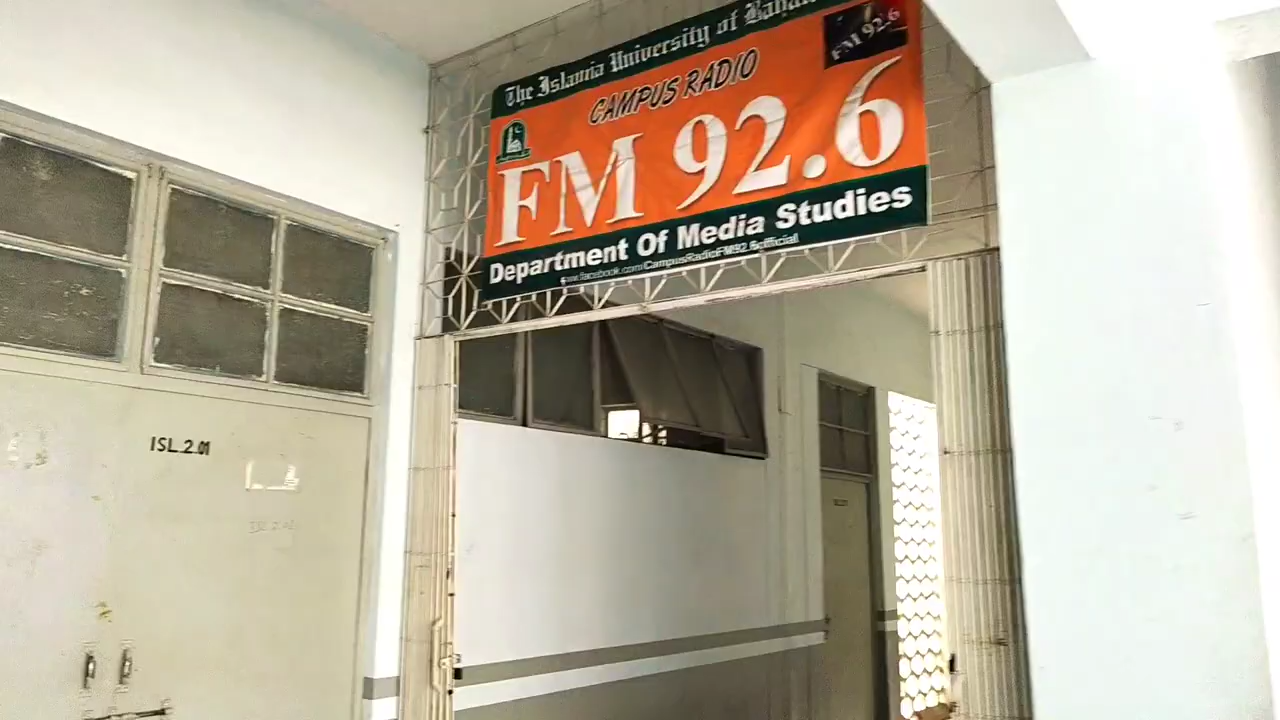 The Islamia University of Bahaw
CAMPUS RADIO
FM 92.6
FM 92.6
Department Of Media Studies
www.facebook.com/CampusRadioFM92.6official
ISL.2.01